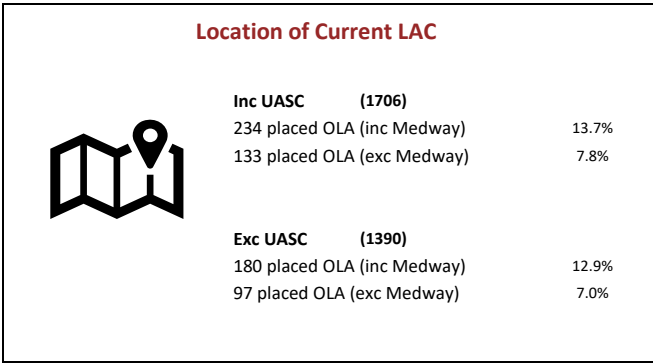 Location of Current LAC
Inc UASC (1706)
234 placed OLA (inc Medway) 13.7%
133 placed OLA (exc Medway) 7.8%
Exc UASC (1390)
180 placed OLA (inc Medway) 12.9%
97 placed OLA (exc Medway) 7.0%